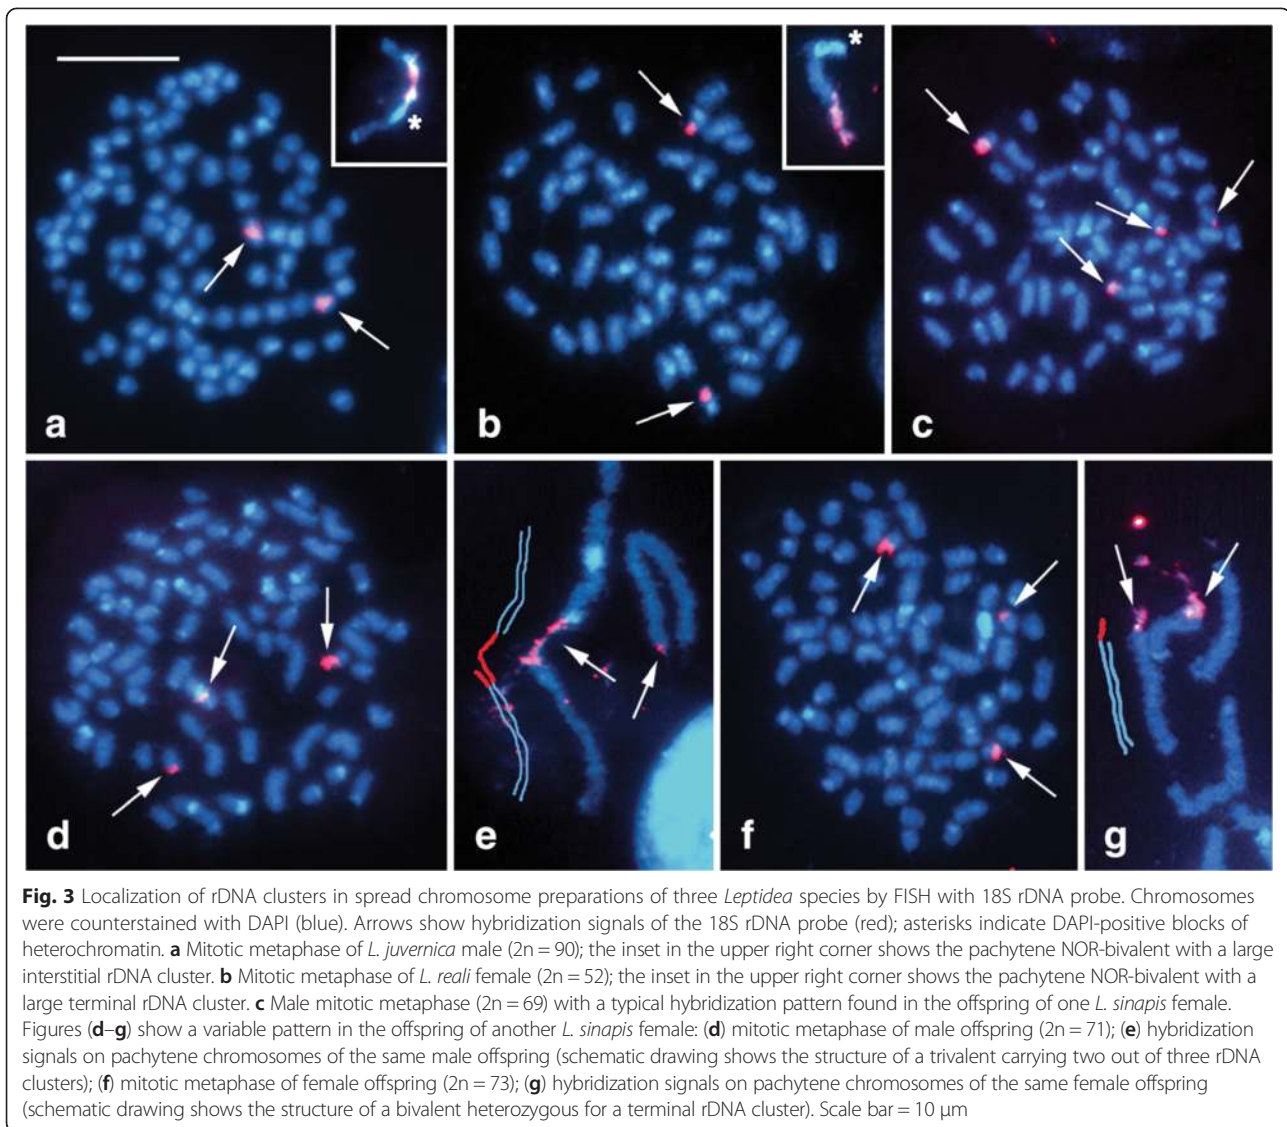 *
*
a
b
c
d
e
f
g
Fig. 3 Localization of rDNA clusters in spread chromosome preparations of three Leptidea species by FISH with 18S rDNA probe. Chromosomes
were counterstained with DAPI (blue). Arrows show hybridization signals of the 18S rDNA probe (red); asterisks indicate DAPI-positive blocks of
heterochromatin. a Mitotic metaphase of L. juvernica male (2n = 90); the inset in the upper right corner shows the pachytene NOR-bivalent with a large
interstitial rDNA cluster. b Mitotic metaphase of L. reali female (2n = 52); the inset in the upper right corner shows the pachytene NOR-bivalent with a
large terminal rDNA cluster. c Male mitotic metaphase (2n = 69) with a typical hybridization pattern found in the offspring of one L. sinapis female.
Figures (d–g) show a variable pattern in the offspring of another L. sinapis female: (d) mitotic metaphase of male offspring (2n = 71); (e) hybridization
signals on pachytene chromosomes of the same male offspring (schematic drawing shows the structure of a trivalent carrying two out of three rDNA
clusters); (f) mitotic metaphase of female offspring (2n = 73); (g) hybridization signals on pachytene chromosomes of the same female offspring
(schematic drawing shows the structure of a bivalent heterozygous for a terminal rDNA cluster). Scale bar = 10 μm